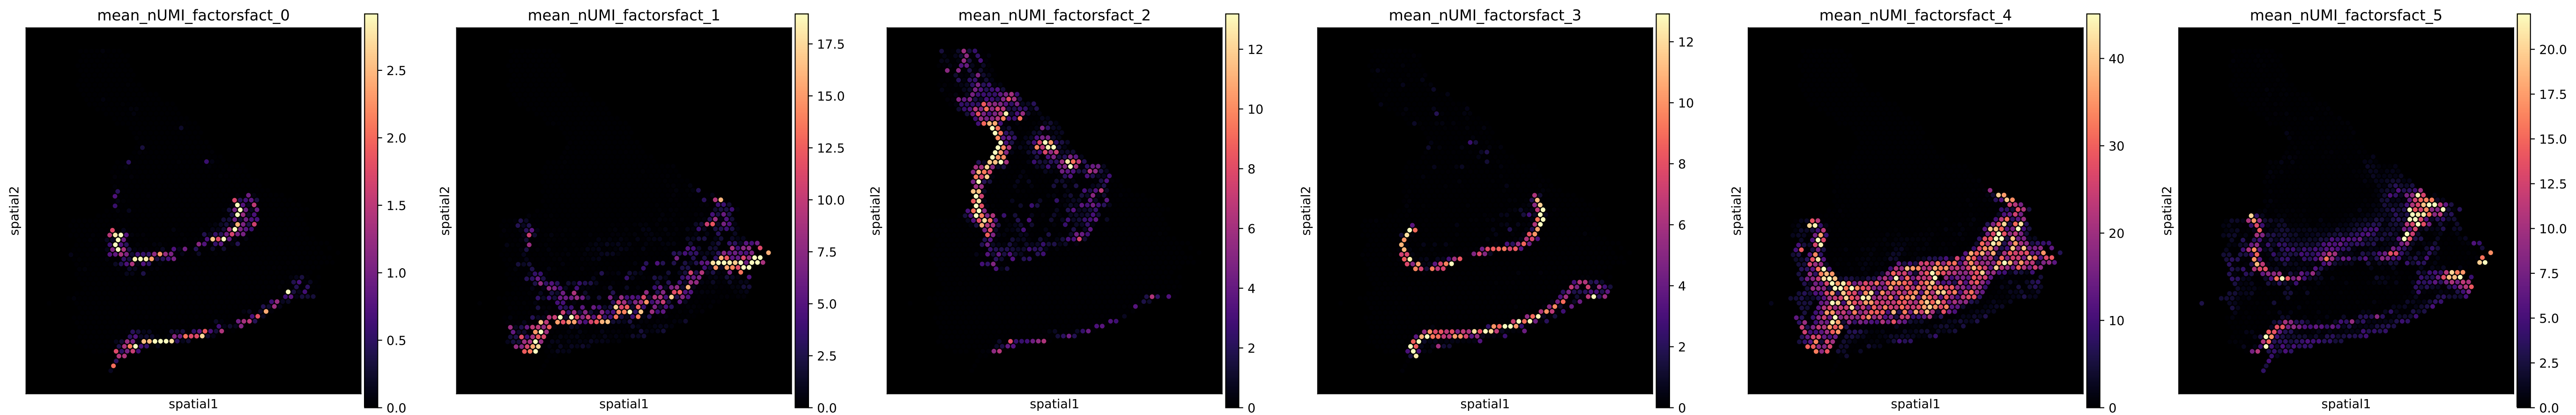 mean_nUMI_factorsfact_0
spatial2
spatial1
2.5
2.0
1.5
1.0
0.5
0.0
mean_nUMI_factorsfact_1
spatial2
spatial1
17.5
15.0
12.5
10.0
7.5
5.0
2.5
0.0
mean_nUMI_factorsfact_2
spatial2
spatial1
12
10
8
6
4
2
0
mean_nUMI_factorsfact_3
spatial2
spatial1
12
10
8
6
4
2
0
mean_nUMI_factorsfact_4
spatial2
spatial1
40
30
20
10
0
mean_nUMI_factorsfact_5
spatial2
spatial1
20.0
17.5
15.0
12.5
10.0
7.5
5.0
2.5
0.0